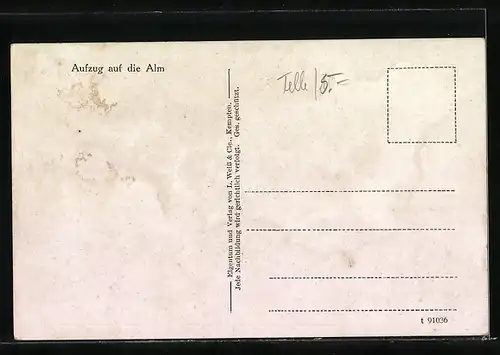 Aufzug auf die Alm
Telle / 5.-
Eigentum und Verlag von L. Weiß & Cie., Kempten.
Jede Nachbildung wird gerichtlich verfolgt. Ges. geschützt.
t 91036